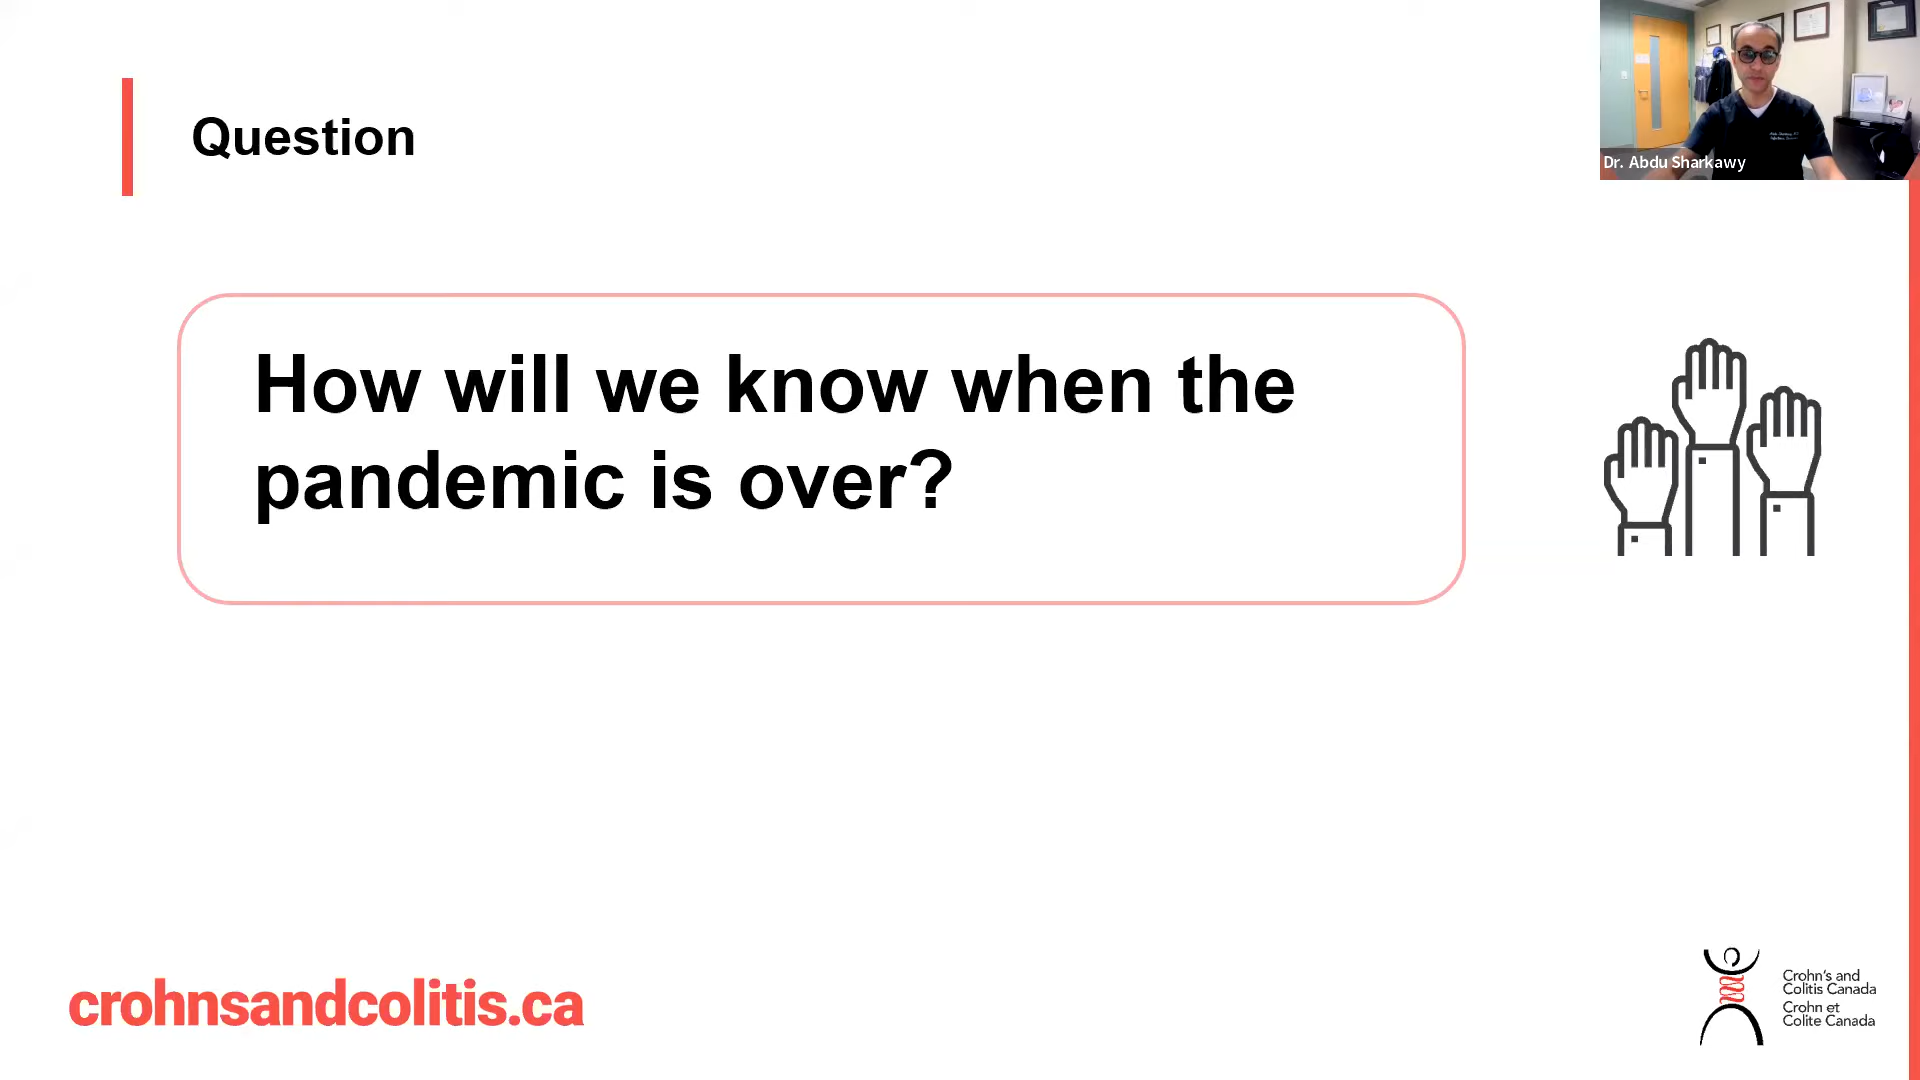 Question
Dr. Abdu Sharkawy
How will we know when the
pandemic is over?
crohnsandcolitis.ca
Crohn's and
Colitis Canada
Crohn et
Colite Canada